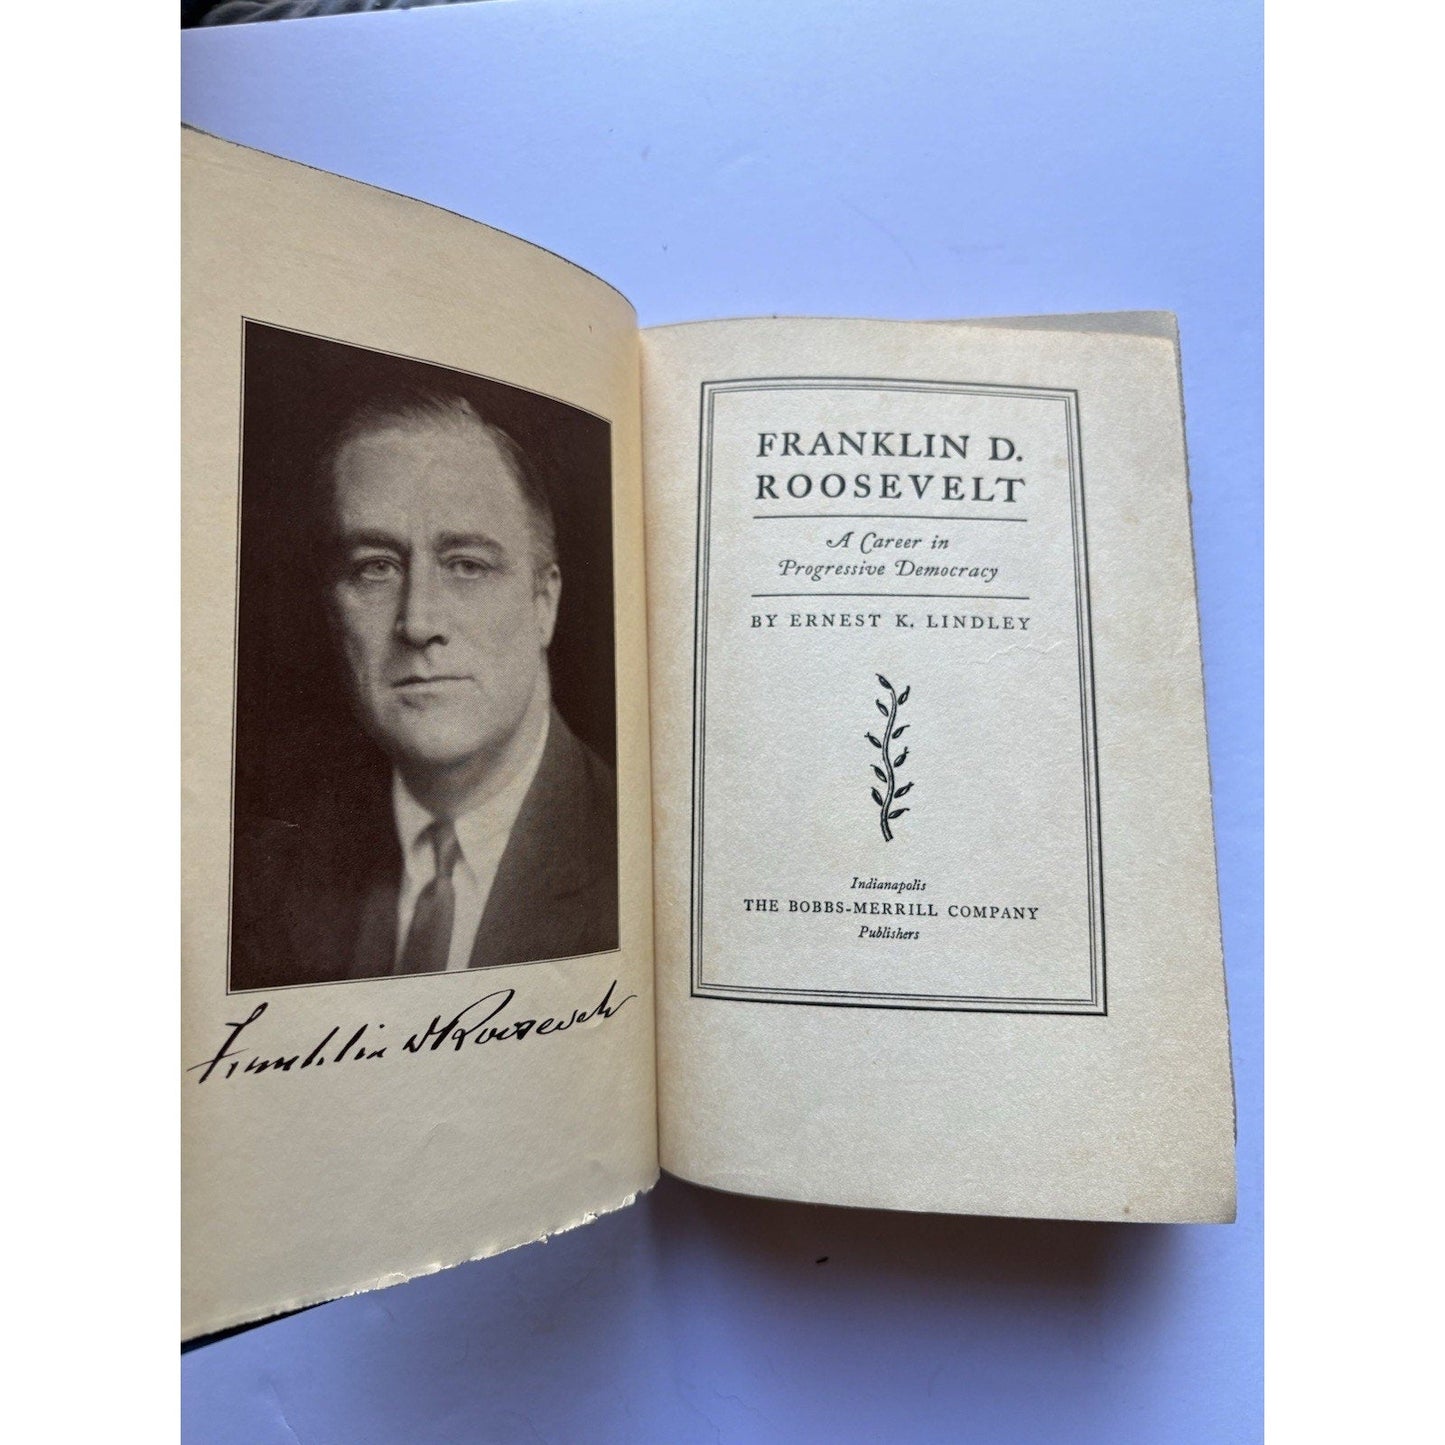 Franklin D Roosevelt
FRANKLIN D.
ROOSEVELT
A Career in
Progressive Democracy
BY ERNEST K. LINDLEY
Indianapolis
THE BOBBS-MERRILL COMPANY
Publishers